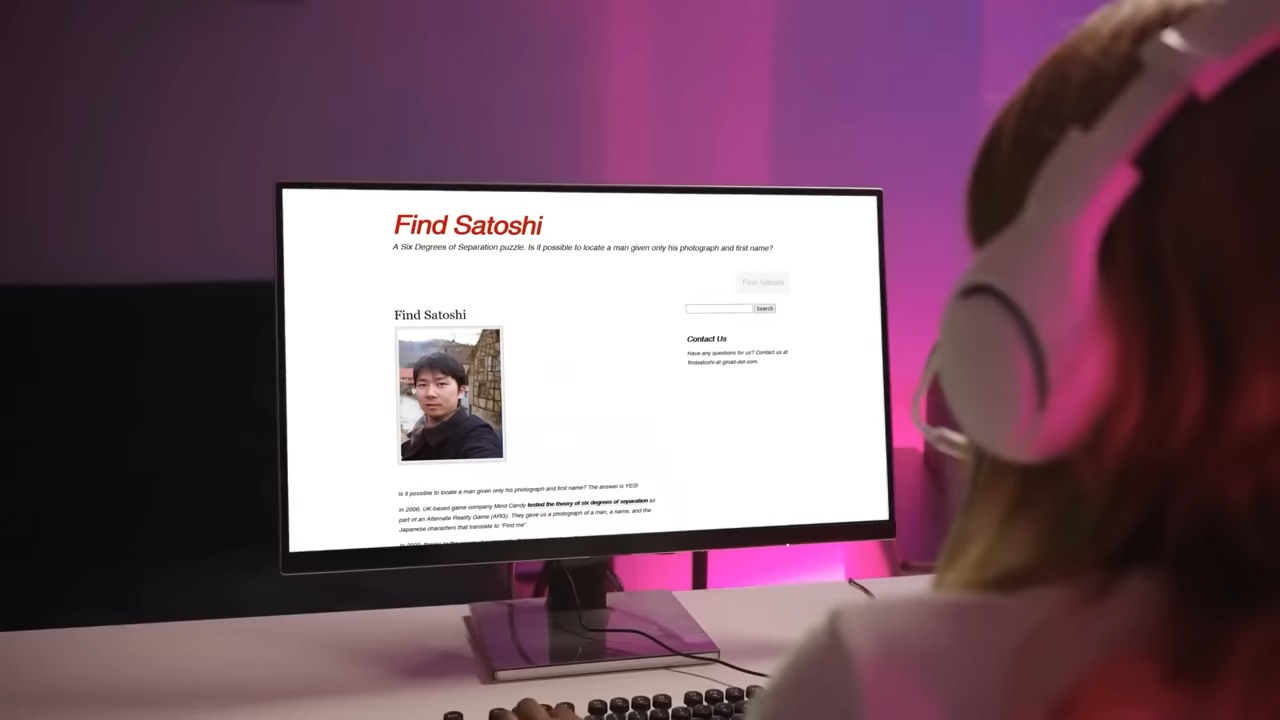 Find Satoshi
A Six Degrees of Separation puzzle. Is it possible to locate a man given only his photograph and first name?
Find Satoshi
Search
Find Satoshi
Contact Us
Have any questions for us? Contact us at
findsatoshi-at-gmail-dot-com
Is it possible to locate a man given only his photograph and first name? The answer is YES!
In 2006, UK-based game company Mind Candy tested the theory of six degrees of separation as
part of an Alternate Reality Game (ARG). They gave us a photograph of a man, a name, and the
Japanese characters that translate to "Find me".